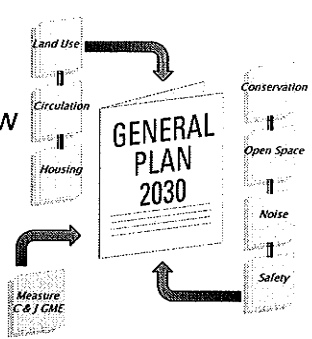 Land Use
Circulation
Housing
W
GENERAL
PLAN
2030
Conservation
Open Space
Noise
Safety
Measure
C & J GME